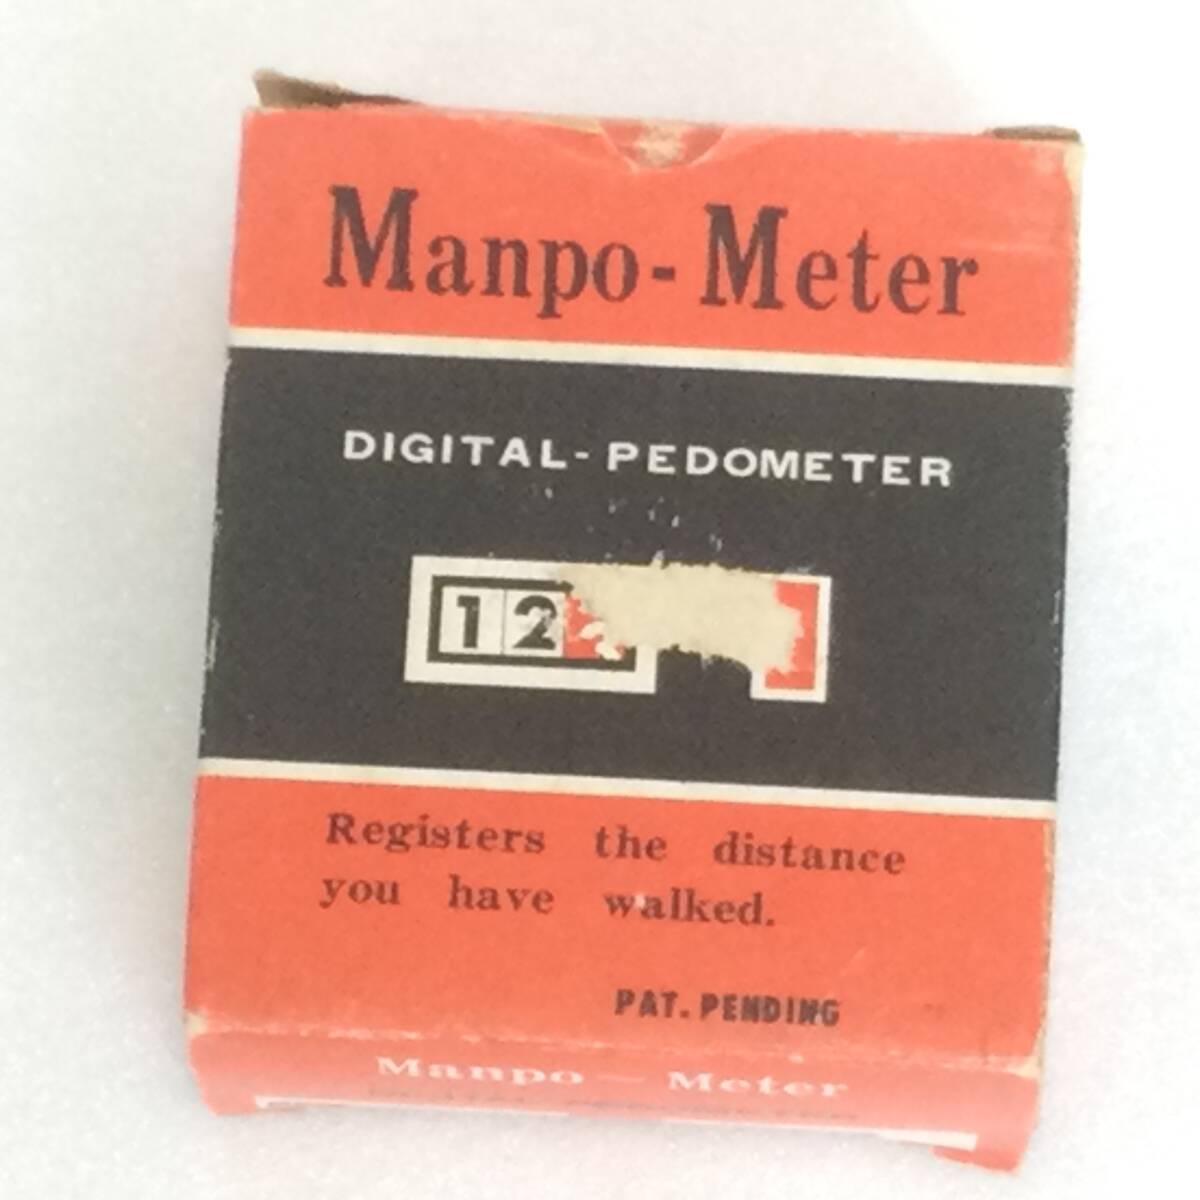 Manpo-Meter
DIGITAL-PEDOMETER
12
Registers the distance
you have walked.
PAT. PENDING
Manpo — Meter